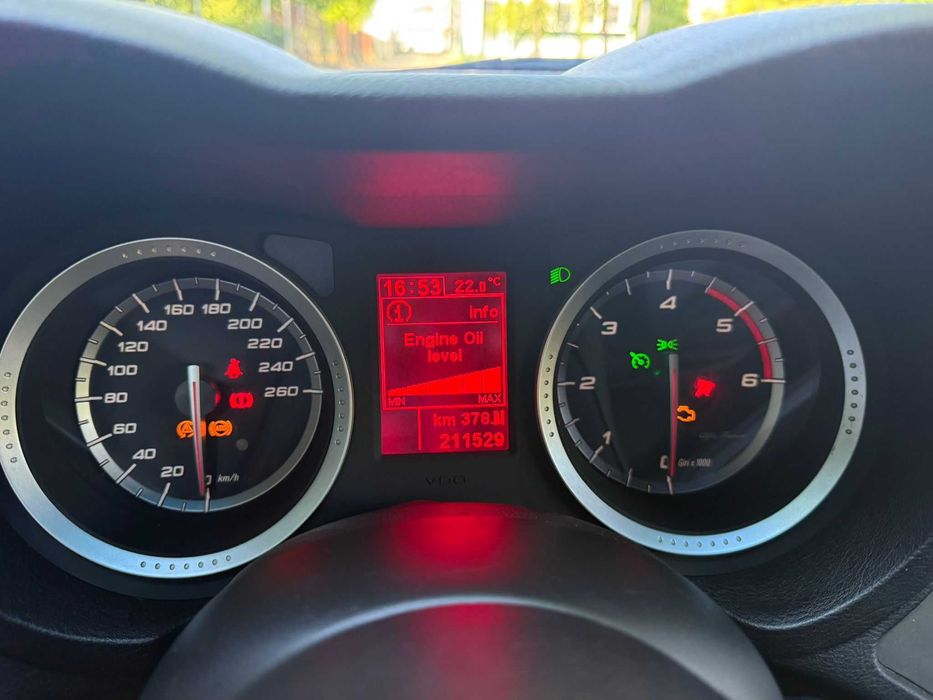 160 180
140 200
120 220
100 240
80 260
60
40
20
0 km/h
16:53 22.0°C
Info
Engine Oil
level
MIN MAX
km 378.
211529
VDO
4
3 5
2 6
1
0 Giri x 1000